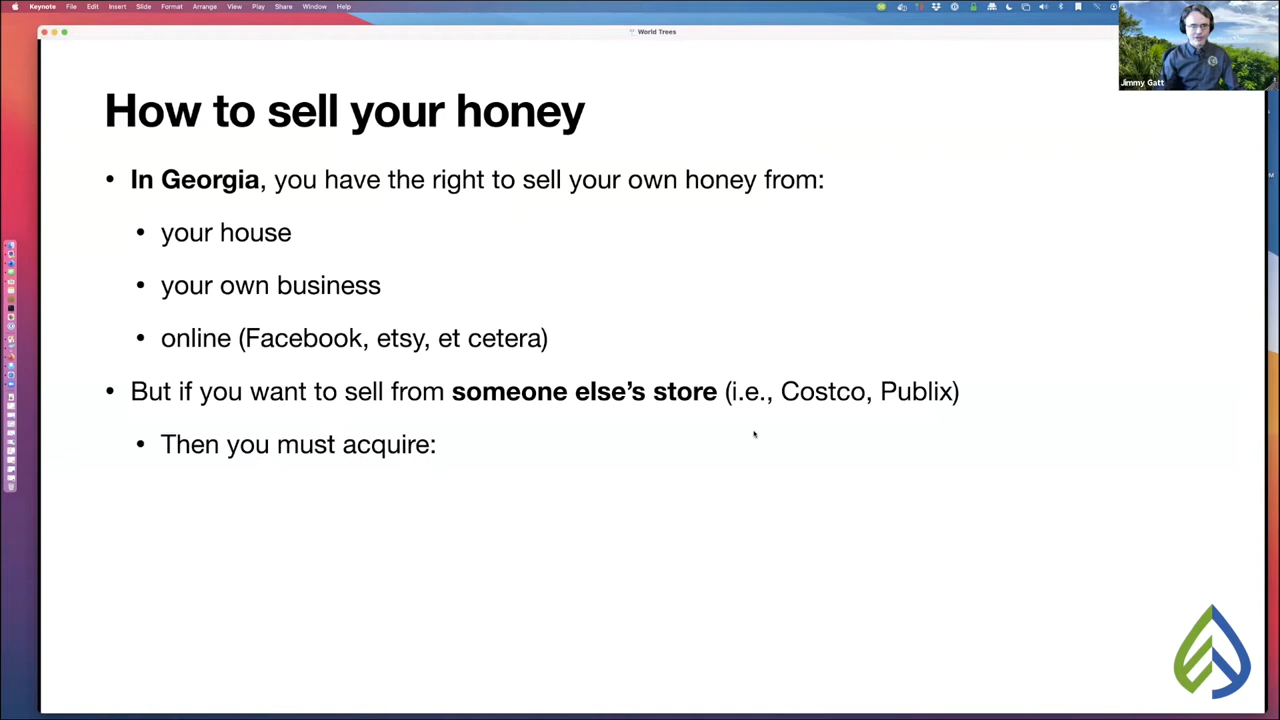 Keynote File Edit Insert Slide Format Arrange View Play Share Window Help
World Trees
Jimmy Gatt
How to sell your honey
• In Georgia, you have the right to sell your own honey from:
• your house
• your own business
• online (Facebook, etsy, et cetera)
• But if you want to sell from someone else's store (i.e., Costco, Publix)
• Then you must acquire: